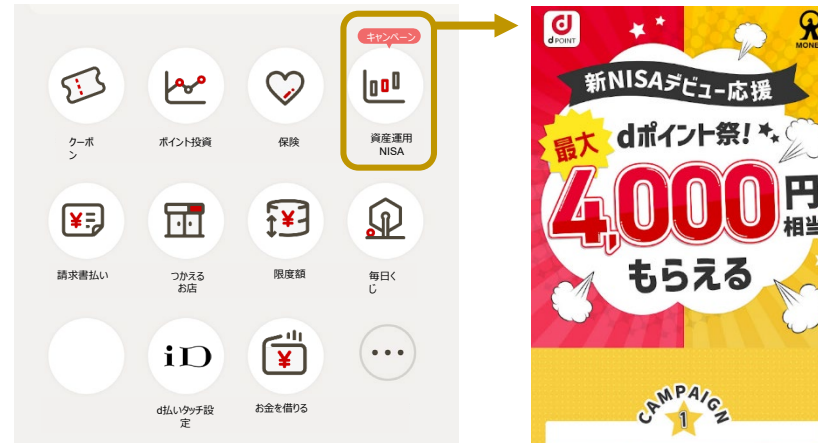 キャンペーン
クーポ
ン
ポイント投資
保険
資産運用
NISA
¥
請求書払い
つかえる
お店
¥
限度額
毎日く
じ
iD
d払いタッチ設
定
¥
お金を借りる
d
d POINT
MONE
新NISAデビュー応援
最大
dポイント祭!
4,000円
相当
もらえる
CAMPAIGN
1